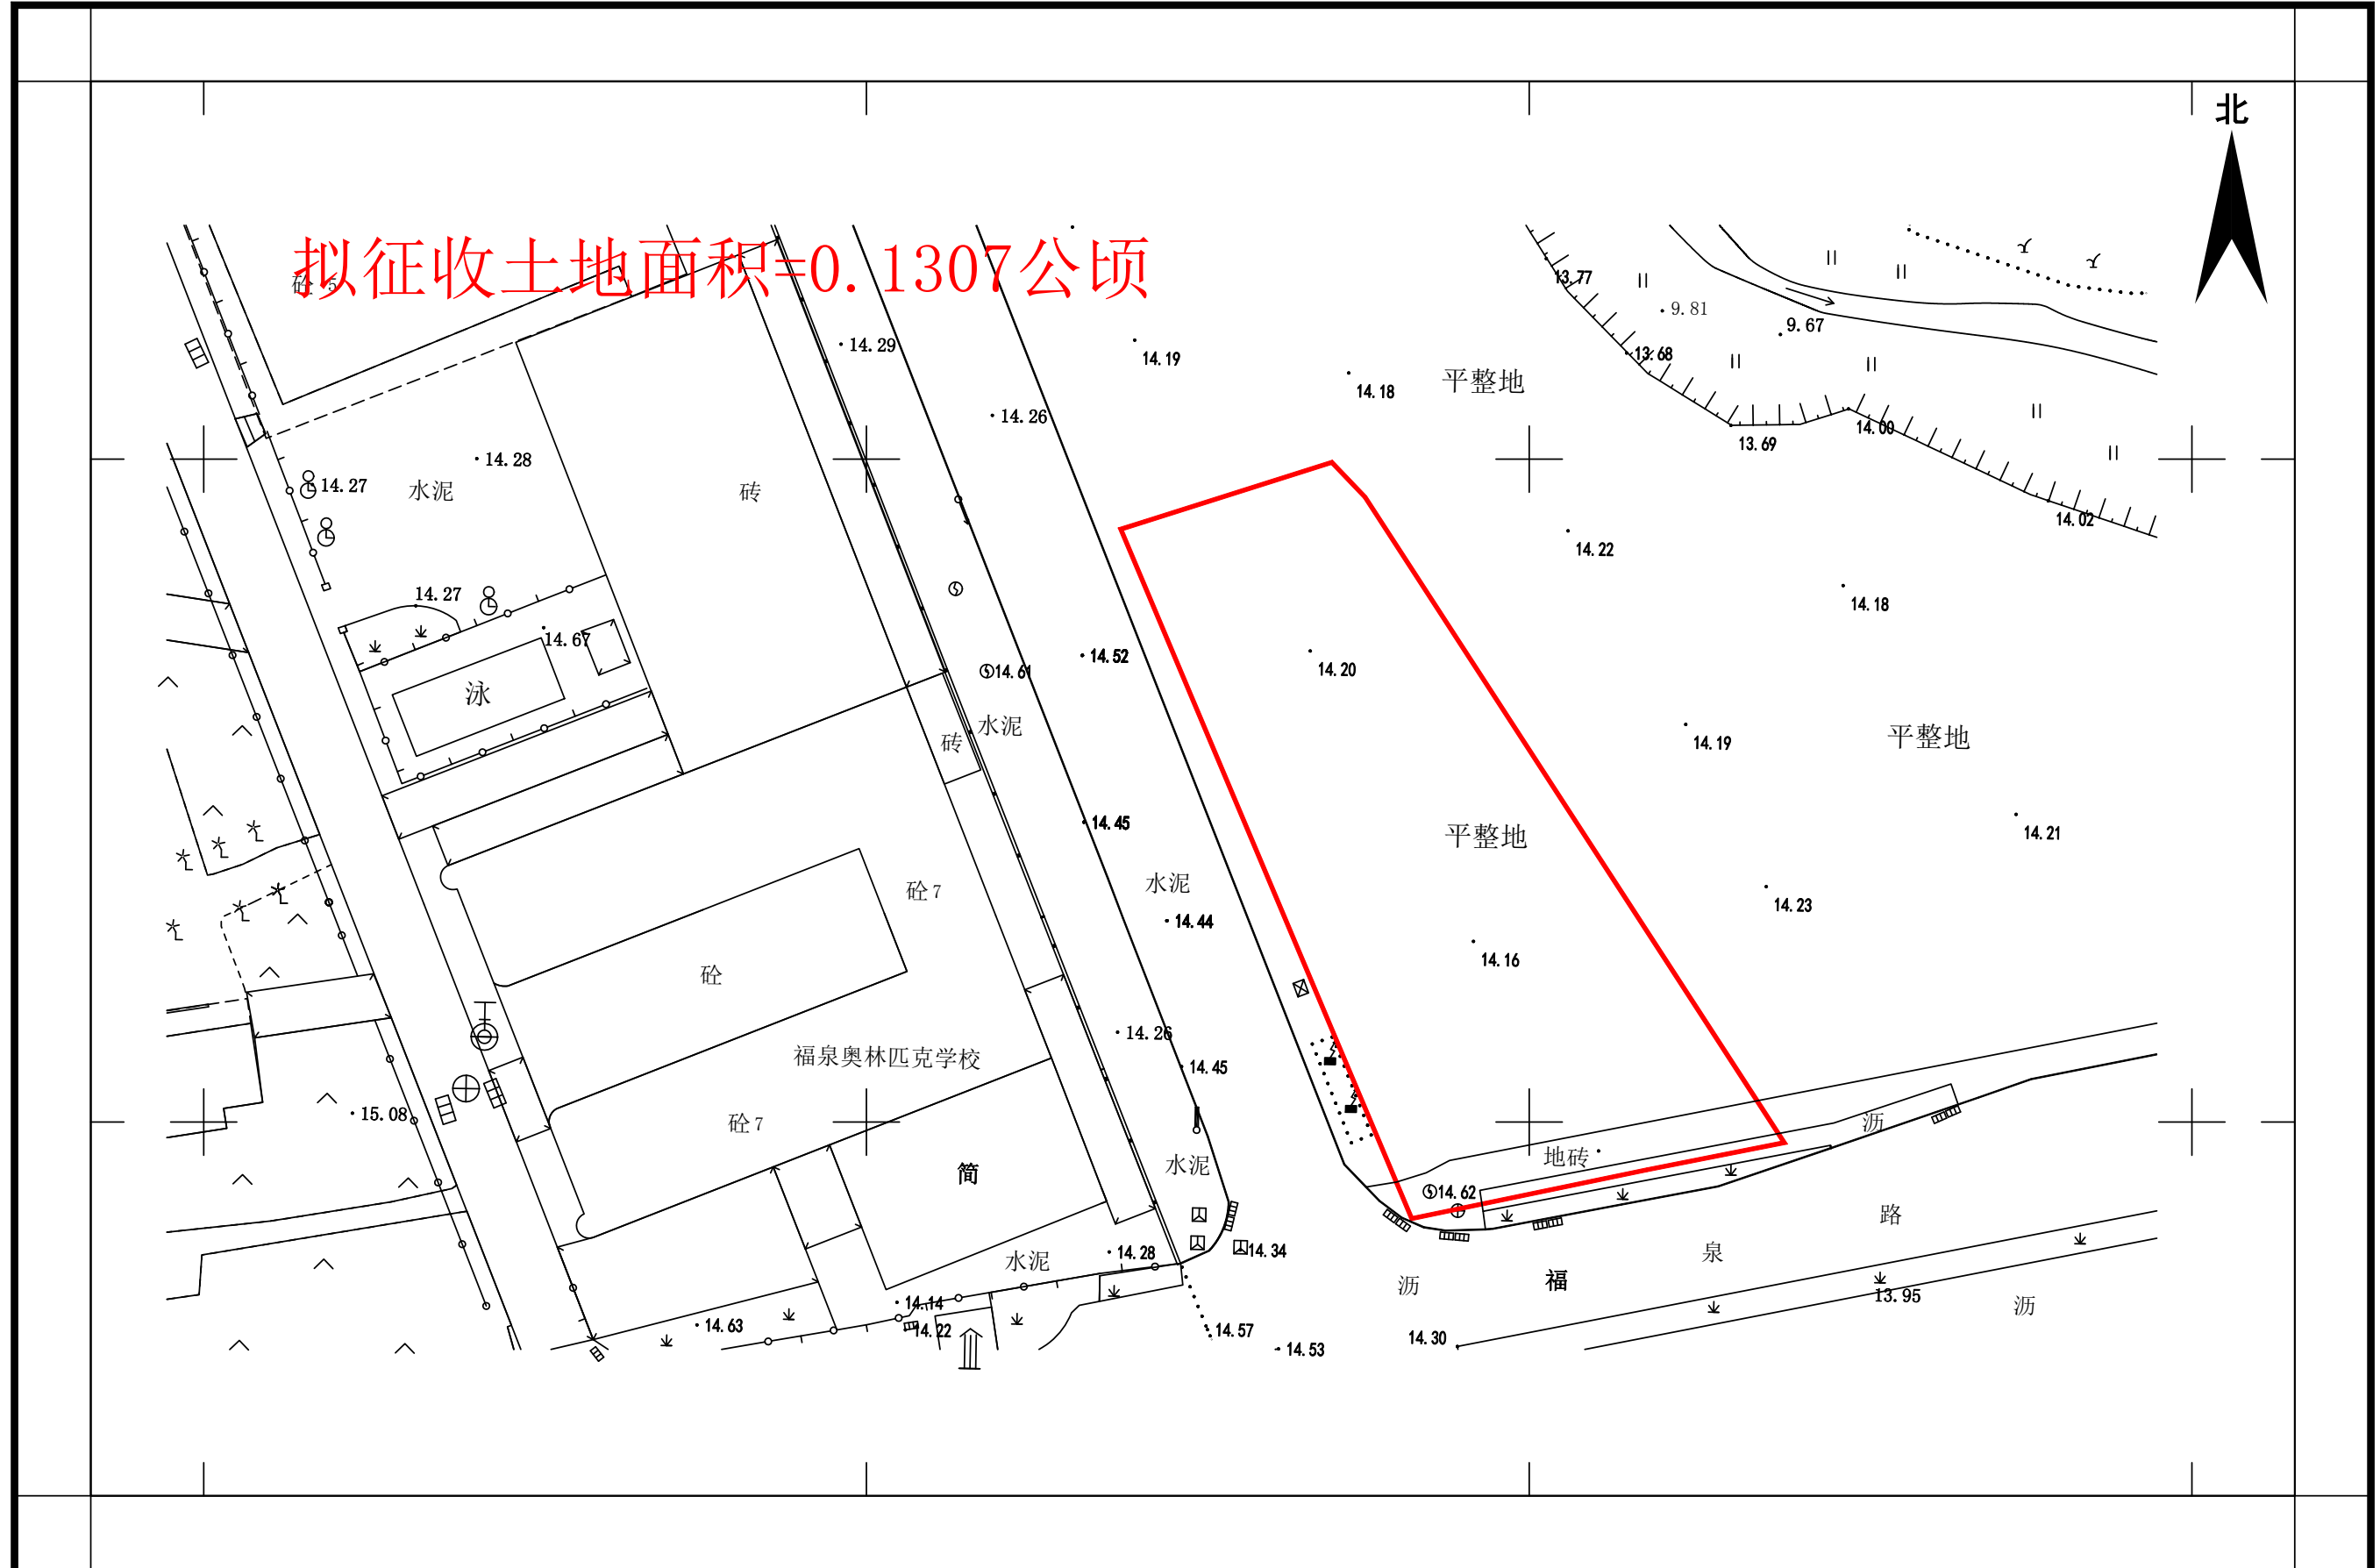 北
拟征收土地面积=0.1307公顷
砼 5
13.77
9.81
9.67
14.29
14.19
13.68
平整地
14.18
14.26
14.00
13.69
14.28
14.27
水泥
砖
14.02
14.22
14.27
14.18
14.67
14.52
14.61
14.20
泳
水泥
砖
14.19
平整地
14.45
平整地
14.21
水泥
砼7
14.23
14.44
14.16
砼
14.26
福泉奥林匹克学校
14.45
15.08
砼7
沥
地砖
水泥
简
14.62
路
14.28
14.34
泉
水泥
福
沥
13.95
14.14
沥
14.63
14.22
14.57
14.30
14.53